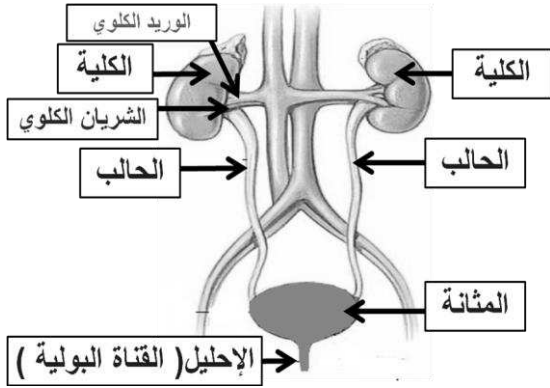 الوريد الكلوي
الكلية
الكلية
الشريان الكلوي
الحالب
الحالب
المثانة
الإحليل( القناة البولية )